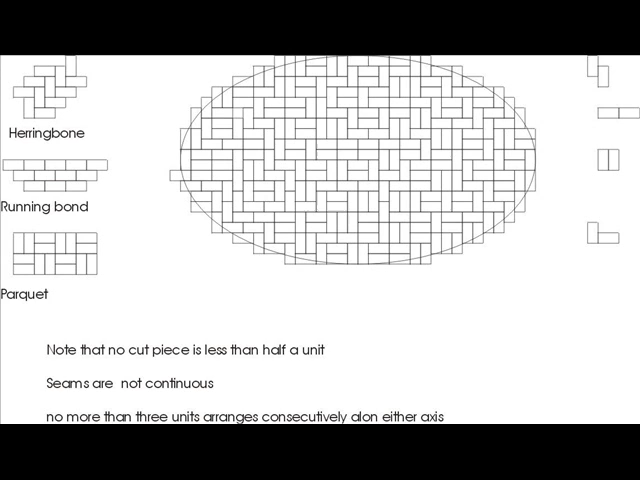 Herringbone
Running bond
Parquet
Note that no cut piece is less than half a unit
Seams are not continuous
no more than three units arranges consecutively alon either axis